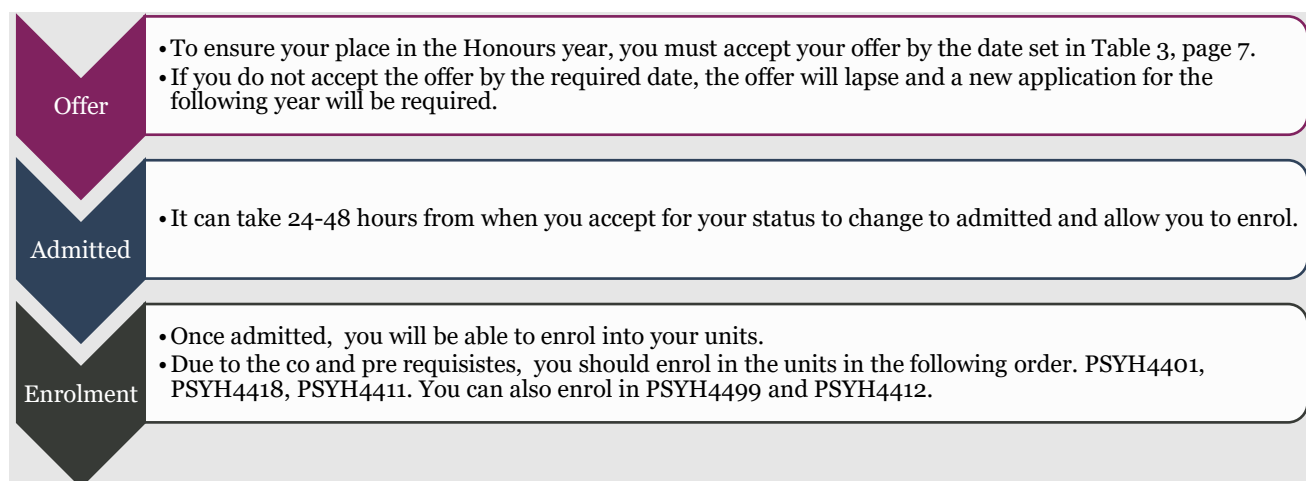 Offer
•To ensure your place in the Honours year, you must accept your offer by the date set in Table 3, page 7.
•If you do not accept the offer by the required date, the offer will lapse and a new application for the
following year will be required.
Admitted
•It can take 24-48 hours from when you accept for your status to change to admitted and allow you to enrol.
Enrolment
•Once admitted,  you will be able to enrol into your units.
•Due to the co and pre requisistes,  you should enrol in the units in the following order. PSYH4401,
PSYH4418, PSYH4411. You can also enrol in PSYH4499 and PSYH4412.